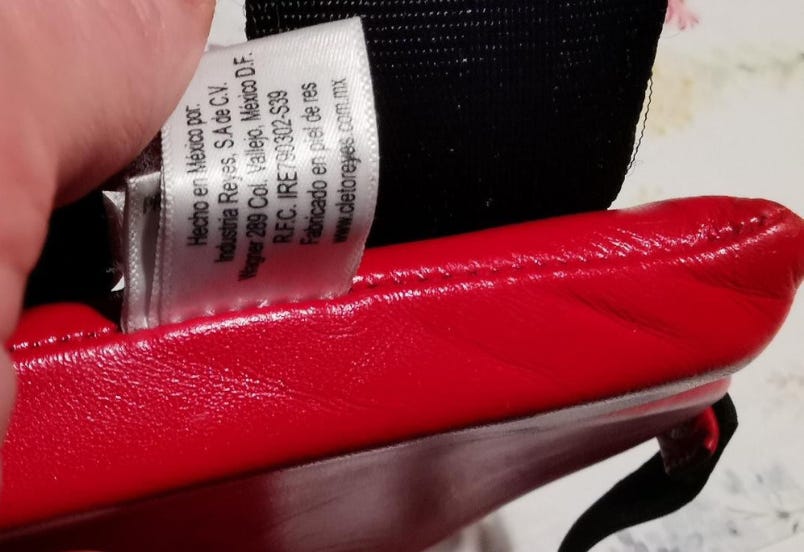 Hecho en México por.
Industria Reyes, S.A de C.V.
Wagner 289 Col. Vallejo, México D.F.
R.F.C. IRE790302-S39
Fabricado en piel de res
www.cletoreyes.com.mx